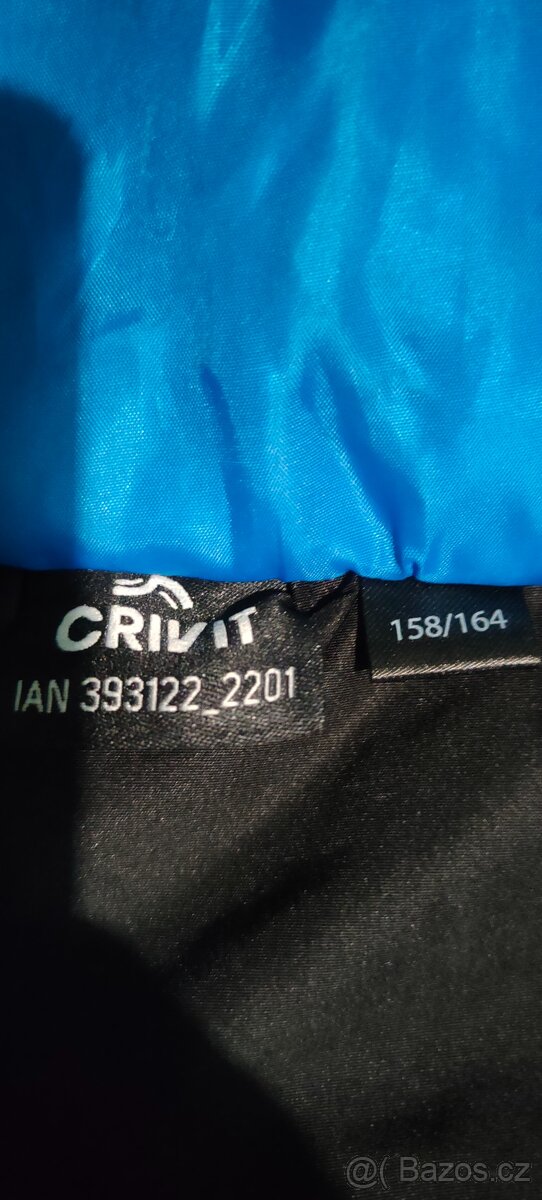 CRIVIT
158/164
IAN 393122_2201
@( Bazos.cz